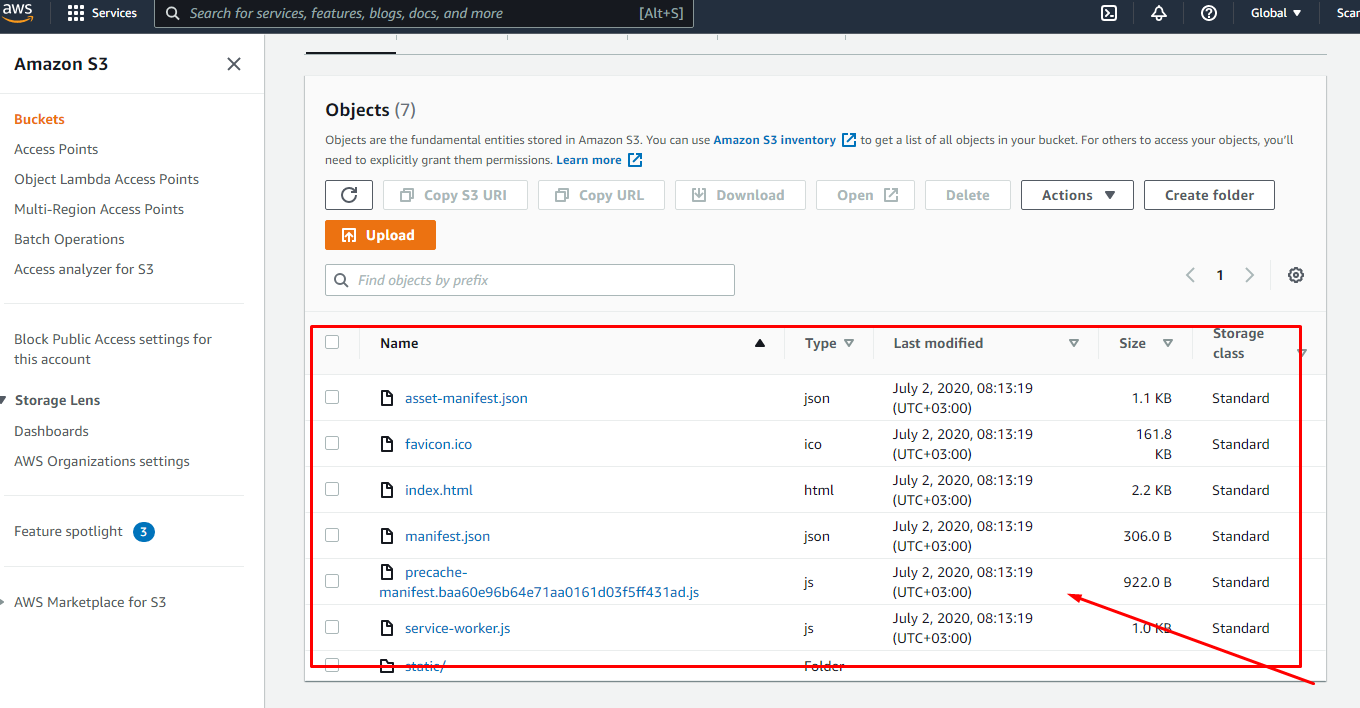 aws
Services
Search for services, features, blogs, docs, and more [Alt+S]
Global
Amazon S3
Buckets
Access Points
Object Lambda Access Points
Multi-Region Access Points
Batch Operations
Access analyzer for S3
Block Public Access settings for
this account
Storage Lens
Dashboards
AWS Organizations settings
Feature spotlight 3
AWS Marketplace for S3
Objects (7)
Objects are the fundamental entities stored in Amazon S3. You can use Amazon S3 inventory to get a list of all objects in your bucket. For others to access your objects, you'll
need to explicitly grant them permissions. Learn more
Copy S3 URI Copy URL Download Open Delete Actions Create folder
Upload
Find objects by prefix
1
Name Type Last modified Size Storage
class
asset-manifest.json json July 2, 2020, 08:13:19 1.1 KB Standard
(UTC+03:00)
favicon.ico ico July 2, 2020, 08:13:19 161.8 Standard
(UTC+03:00) KB
index.html html July 2, 2020, 08:13:19 2.2 KB Standard
(UTC+03:00)
manifest.json json July 2, 2020, 08:13:19 306.0 B Standard
(UTC+03:00)
precache- js July 2, 2020, 08:13:19 922.0 B Standard
manifest.baa60e96b64e71aa0161d03f5ff431ad.js (UTC+03:00)
service-worker.js js July 2, 2020, 08:13:19 1.0 KB Standard
(UTC+03:00)
static/ Folder